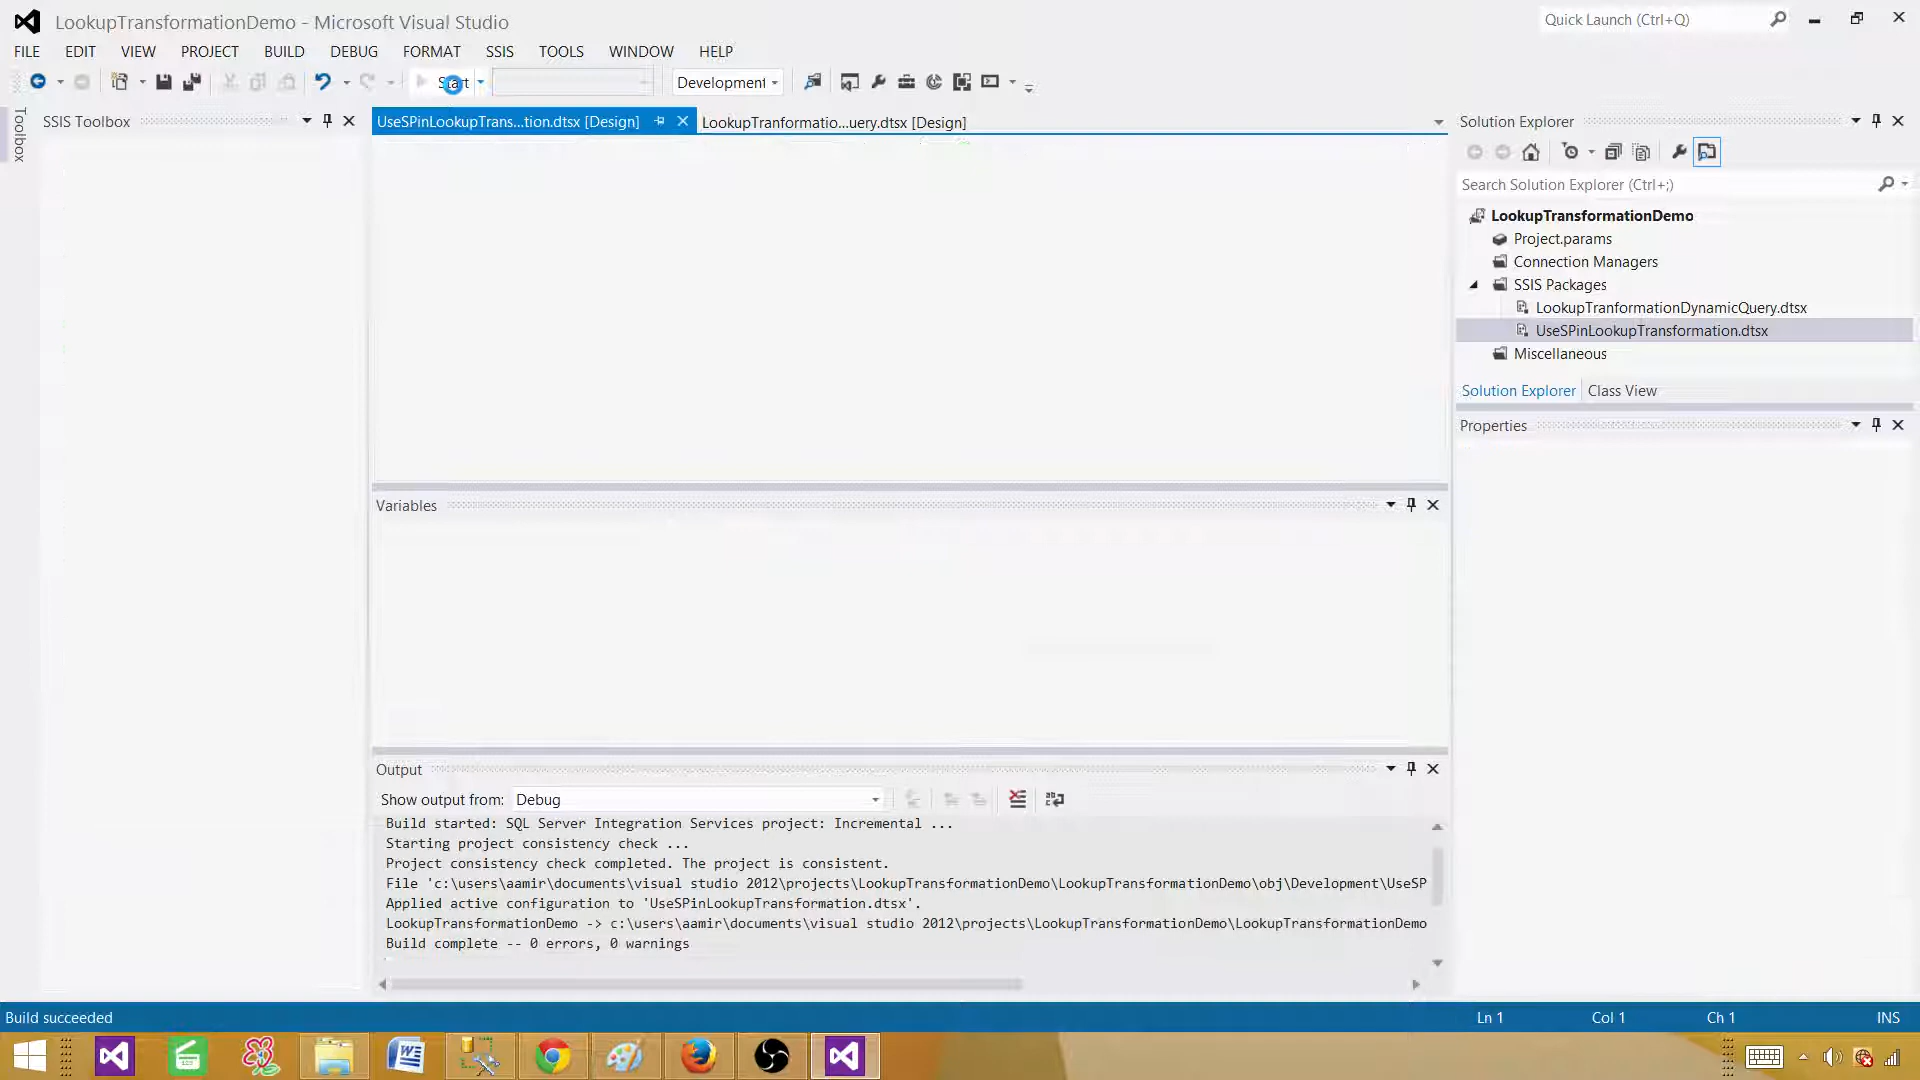 LookupTransformationDemo - Microsoft Visual Studio
Quick Launch (Ctrl+Q)
FILE EDIT VIEW PROJECT BUILD DEBUG FORMAT SSIS TOOLS WINDOW HELP
Start
Development
Toolbox
SSIS Toolbox
UseSPinLookupTrans...tion.dtsx [Design]
LookupTranformatio...uery.dtsx [Design]
Solution Explorer
Search Solution Explorer (Ctrl+;)
LookupTransformationDemo
Project.params
Connection Managers
SSIS Packages
LookupTranformationDynamicQuery.dtsx
UseSPinLookupTransformation.dtsx
Miscellaneous
Solution Explorer Class View
Properties
Variables
Output
Show output from: Debug
Build started: SQL Server Integration Services project: Incremental ...
Starting project consistency check ...
Project consistency check completed. The project is consistent.
File 'c:\users\aamir\documents\visual studio 2012\projects\LookupTransformationDemo\LookupTransformationDemo\obj\Development\UseSP
Applied active configuration to 'UseSPinLookupTransformation.dtsx'.
LookupTransformationDemo -> c:\users\aamir\documents\visual studio 2012\projects\LookupTransformationDemo\LookupTransformationDemo
Build complete -- 0 errors, 0 warnings
Build succeeded
Ln 1
Col 1
Ch 1
INS